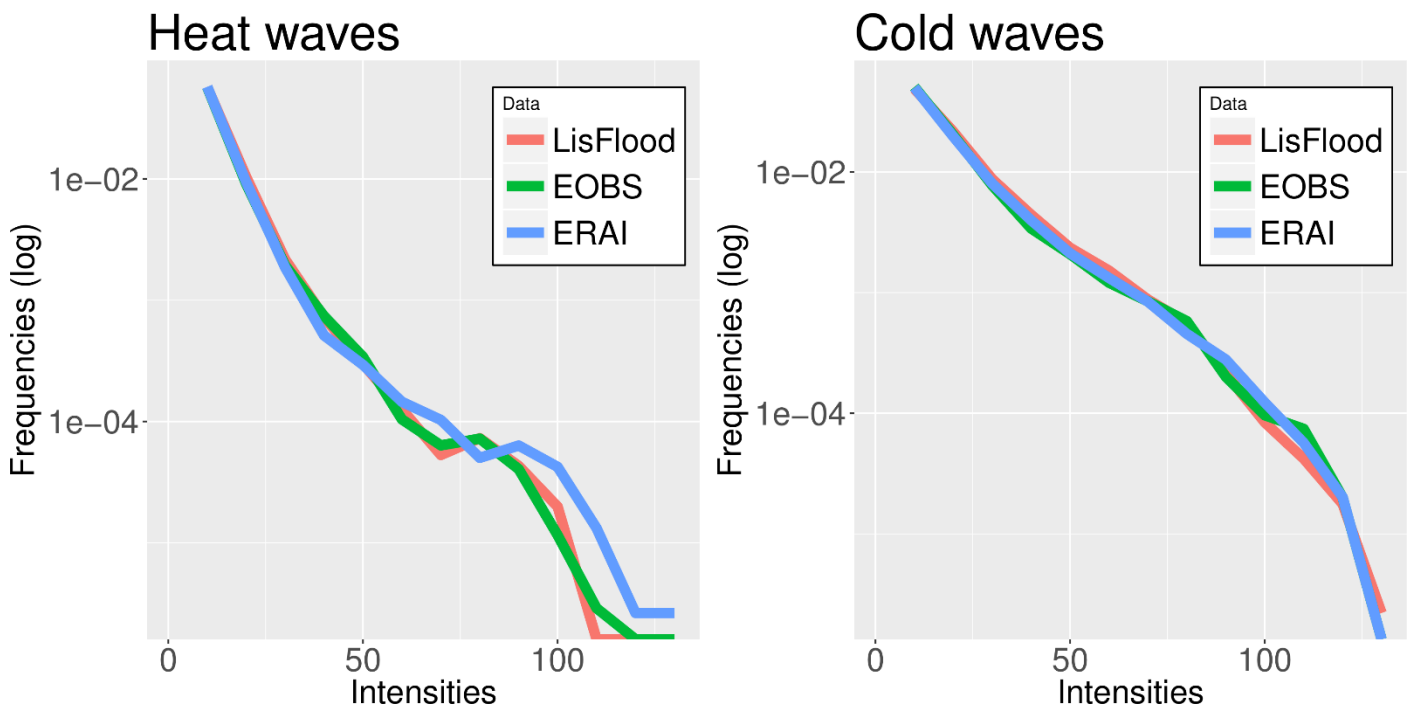 Heat waves
Frequencies (log)
1e−02
1e−04
0
50
100
Intensities
Data
LisFlood
EOBS
ERAI
Cold waves
Frequencies (log)
1e−02
1e−04
0
50
100
Intensities
Data
LisFlood
EOBS
ERAI